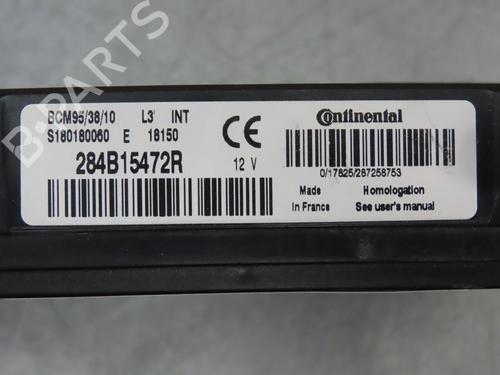 BCM95/38/10 L3 INT
S180180060 E 18150
284B15472R
CE
12 V
Continental
0/17825/287258753
Made
in France
Homologation
See user's manual
B-PARTS